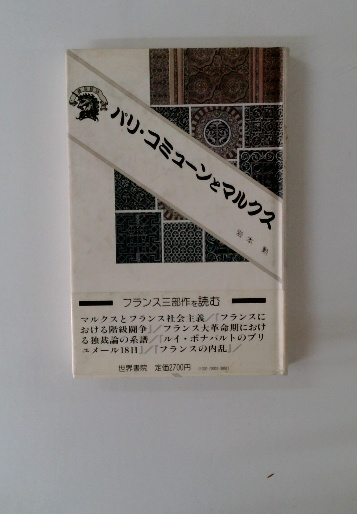 パリ・コミューンとマルクス
岩本 勲
フランス三部作を読む
マルクスとフランス社会主義/『フランスに
おける階級闘争』/フランス大革命期におけ
る独裁論の系譜/『ルイ・ボナパルトのブリ
ュメール18日』/『フランスの内乱』/
世界書院 定価2700円